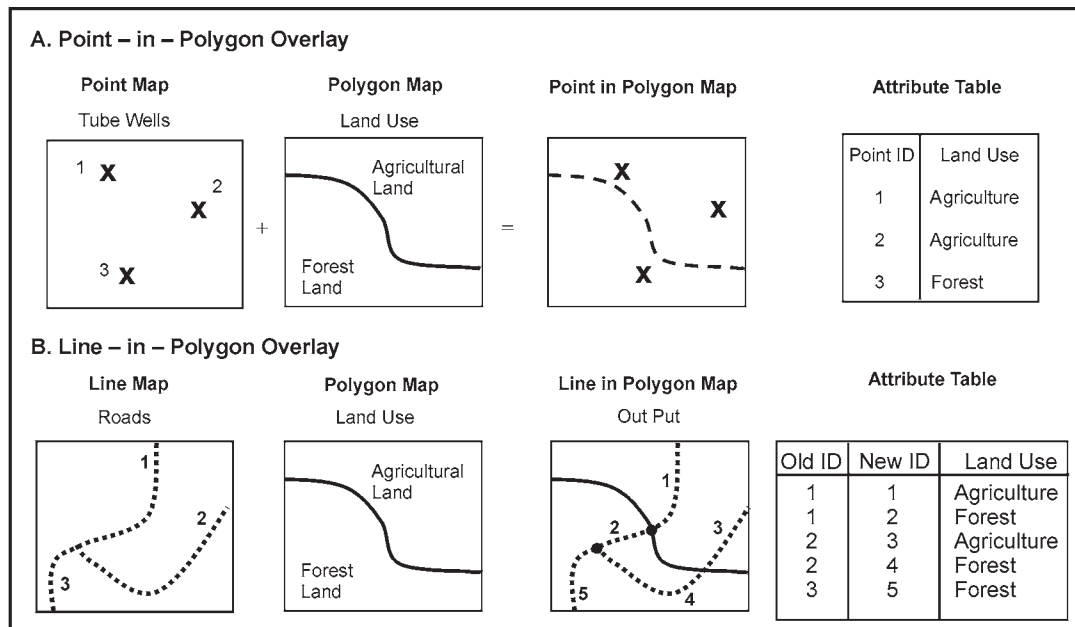 A. Point – in – Polygon Overlay
Point Map
Polygon Map
Point in Polygon Map
Attribute Table
Tube Wells
Land Use
1 X
2
X
3 X
+
Agricultural
Land
Forest
Land
=
X
X
X
Point ID Land Use
1 Agriculture
2 Agriculture
3 Forest
B. Line – in – Polygon Overlay
Line Map
Polygon Map
Line in Polygon Map
Attribute Table
Roads
Land Use
Out Put
1
2
3
Agricultural
Land
Forest
Land
1
2
3
5
4
Old ID New ID Land Use
1 1 Agriculture
1 2 Forest
2 3 Agriculture
2 4 Forest
3 5 Forest